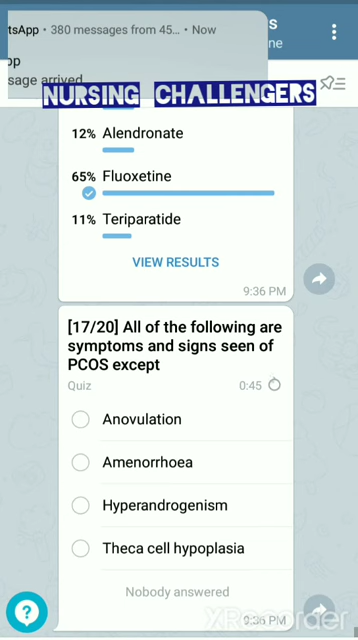 tsApp • 380 messages from 45... • Now
sage arrived
NURSING CHALLENGERS
12% Alendronate
65% Fluoxetine
11% Teriparatide
VIEW RESULTS
9:36 PM
[17/20] All of the following are
symptoms and signs seen of
PCOS except
Quiz 0:45
Anovulation
Amenorrhoea
Hyperandrogenism
Theca cell hypoplasia
Nobody answered
9:36 PM
XRecorder
?